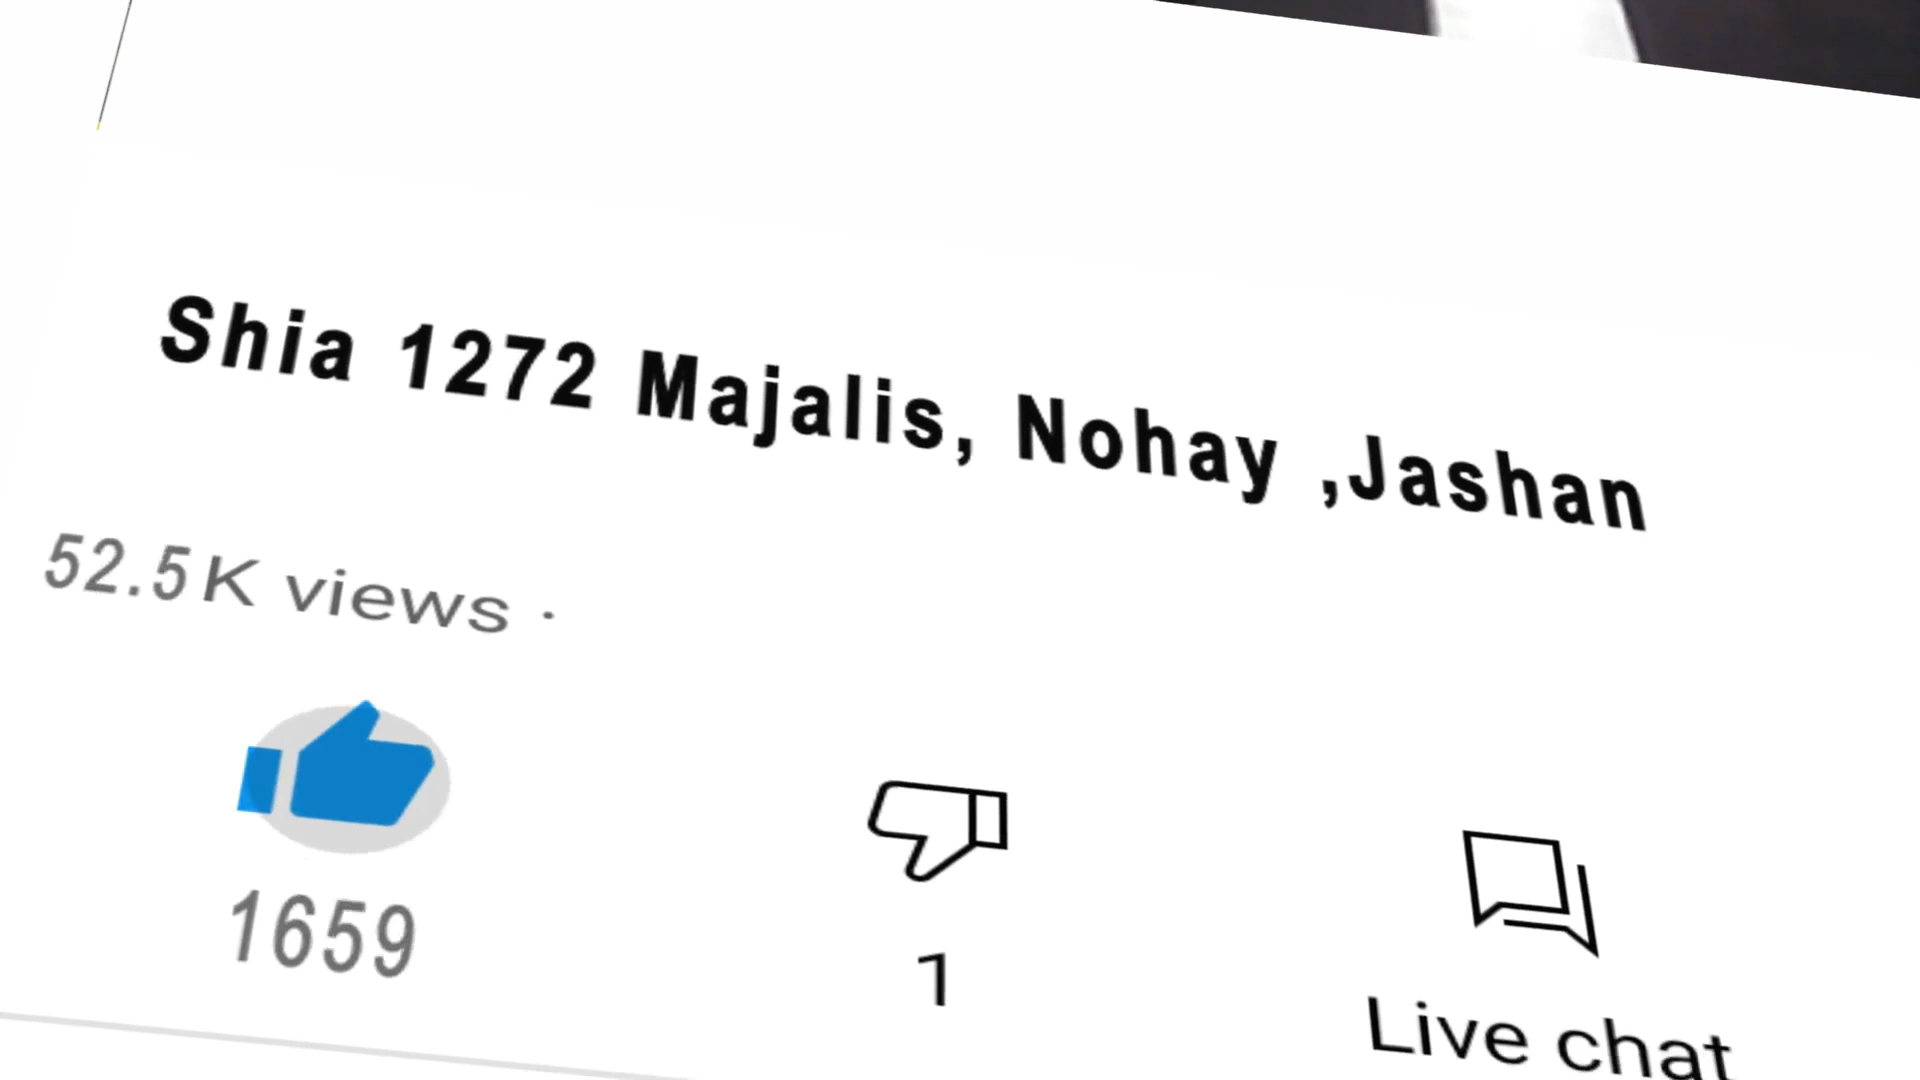 Shia 1272 Majalis, Nohay ,Jashan
52.5K views ·
1659
1
Live chat